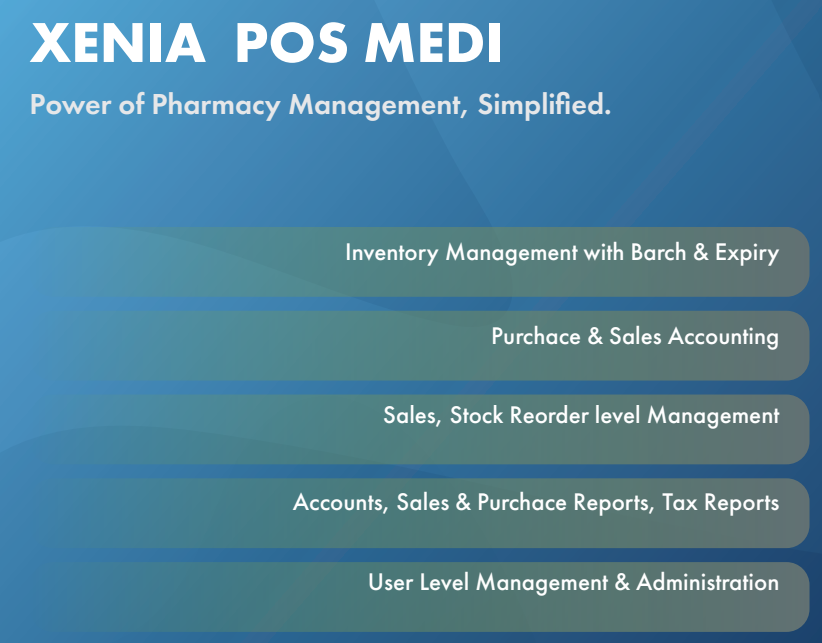 XENIA POS MEDI
Power of Pharmacy Management, Simplified.
Inventory Management with Barch & Expiry
Purchace & Sales Accounting
Sales, Stock Reorder level Management
Accounts, Sales & Purchace Reports, Tax Reports
User Level Management & Administration